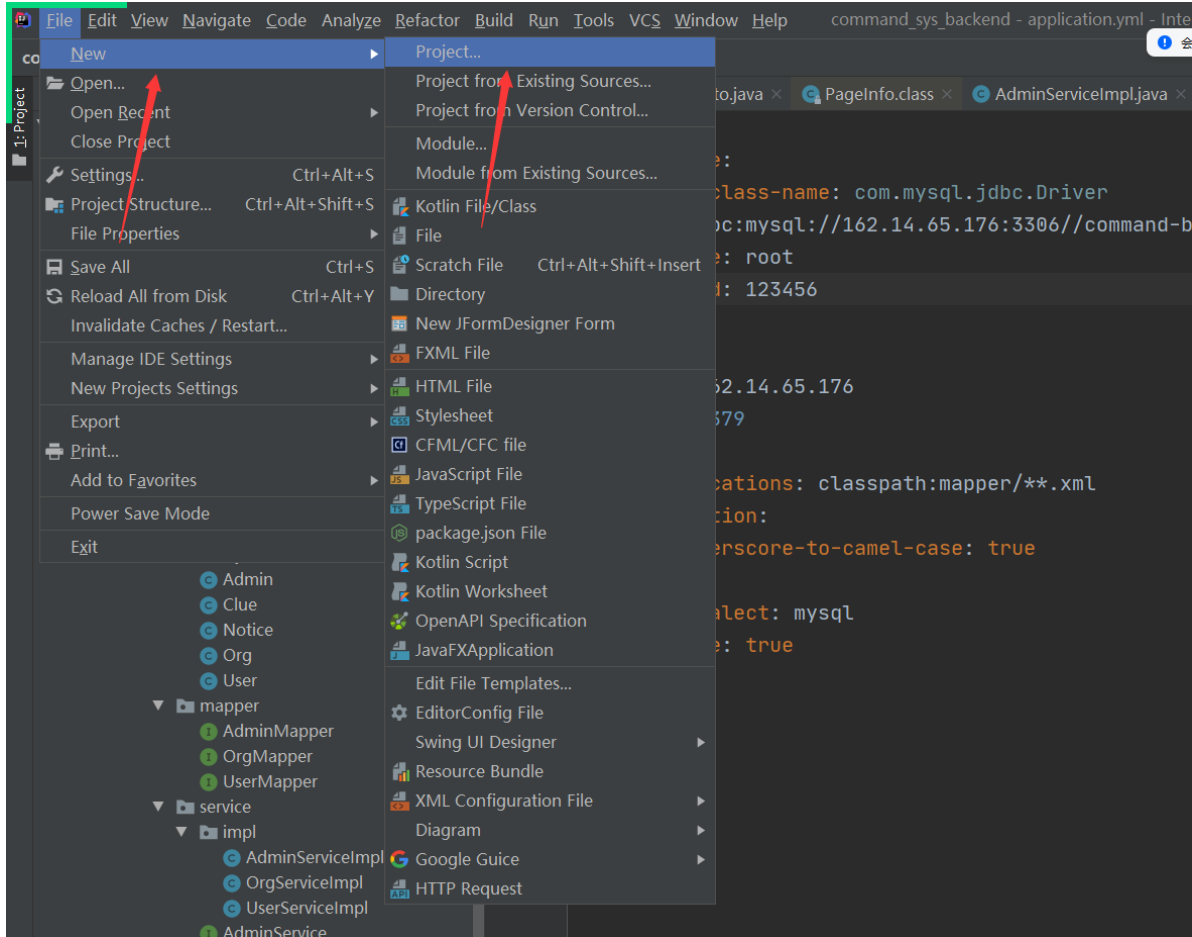 File Edit View Navigate Code Analyze Refactor Build Run Tools VCS Window Help command_sys_backend - application.yml - Inte
New
Open...
Open Recent
Close Project
Settings... Ctrl+Alt+S
Project Structure... Ctrl+Alt+Shift+S
File Properties
Save All Ctrl+S
Reload All from Disk Ctrl+Alt+Y
Invalidate Caches / Restart...
Manage IDE Settings
New Projects Settings
Export
Print...
Add to Favorites
Power Save Mode
Exit
Project...
Project from Existing Sources...
Project from Version Control...
Module...
Module from Existing Sources...
Kotlin File/Class
File
Scratch File Ctrl+Alt+Shift+Insert
Directory
New JFormDesigner Form
FXML File
HTML File
Stylesheet
CFML/CFC file
JavaScript File
TypeScript File
package.json File
Kotlin Script
Kotlin Worksheet
OpenAPI Specification
JavaFXApplication
Edit File Templates...
EditorConfig File
Swing UI Designer
Resource Bundle
XML Configuration File
Diagram
Google Guice
HTTP Request
co
1: Project
Admin
Clue
Notice
Org
User
mapper
AdminMapper
OrgMapper
UserMapper
service
impl
AdminServiceImpl
OrgServiceImpl
UserServiceImpl
AdminService
to.java PageInfo.class AdminServiceImpl.java
e:
class-name: com.mysql.jdbc.Driver
bc:mysql://162.14.65.176:3306//command-b
e: root
d: 123456
62.14.65.176
379
cations: classpath:mapper/**.xml
tion:
erscore-to-camel-case: true
alect: mysql
e: true